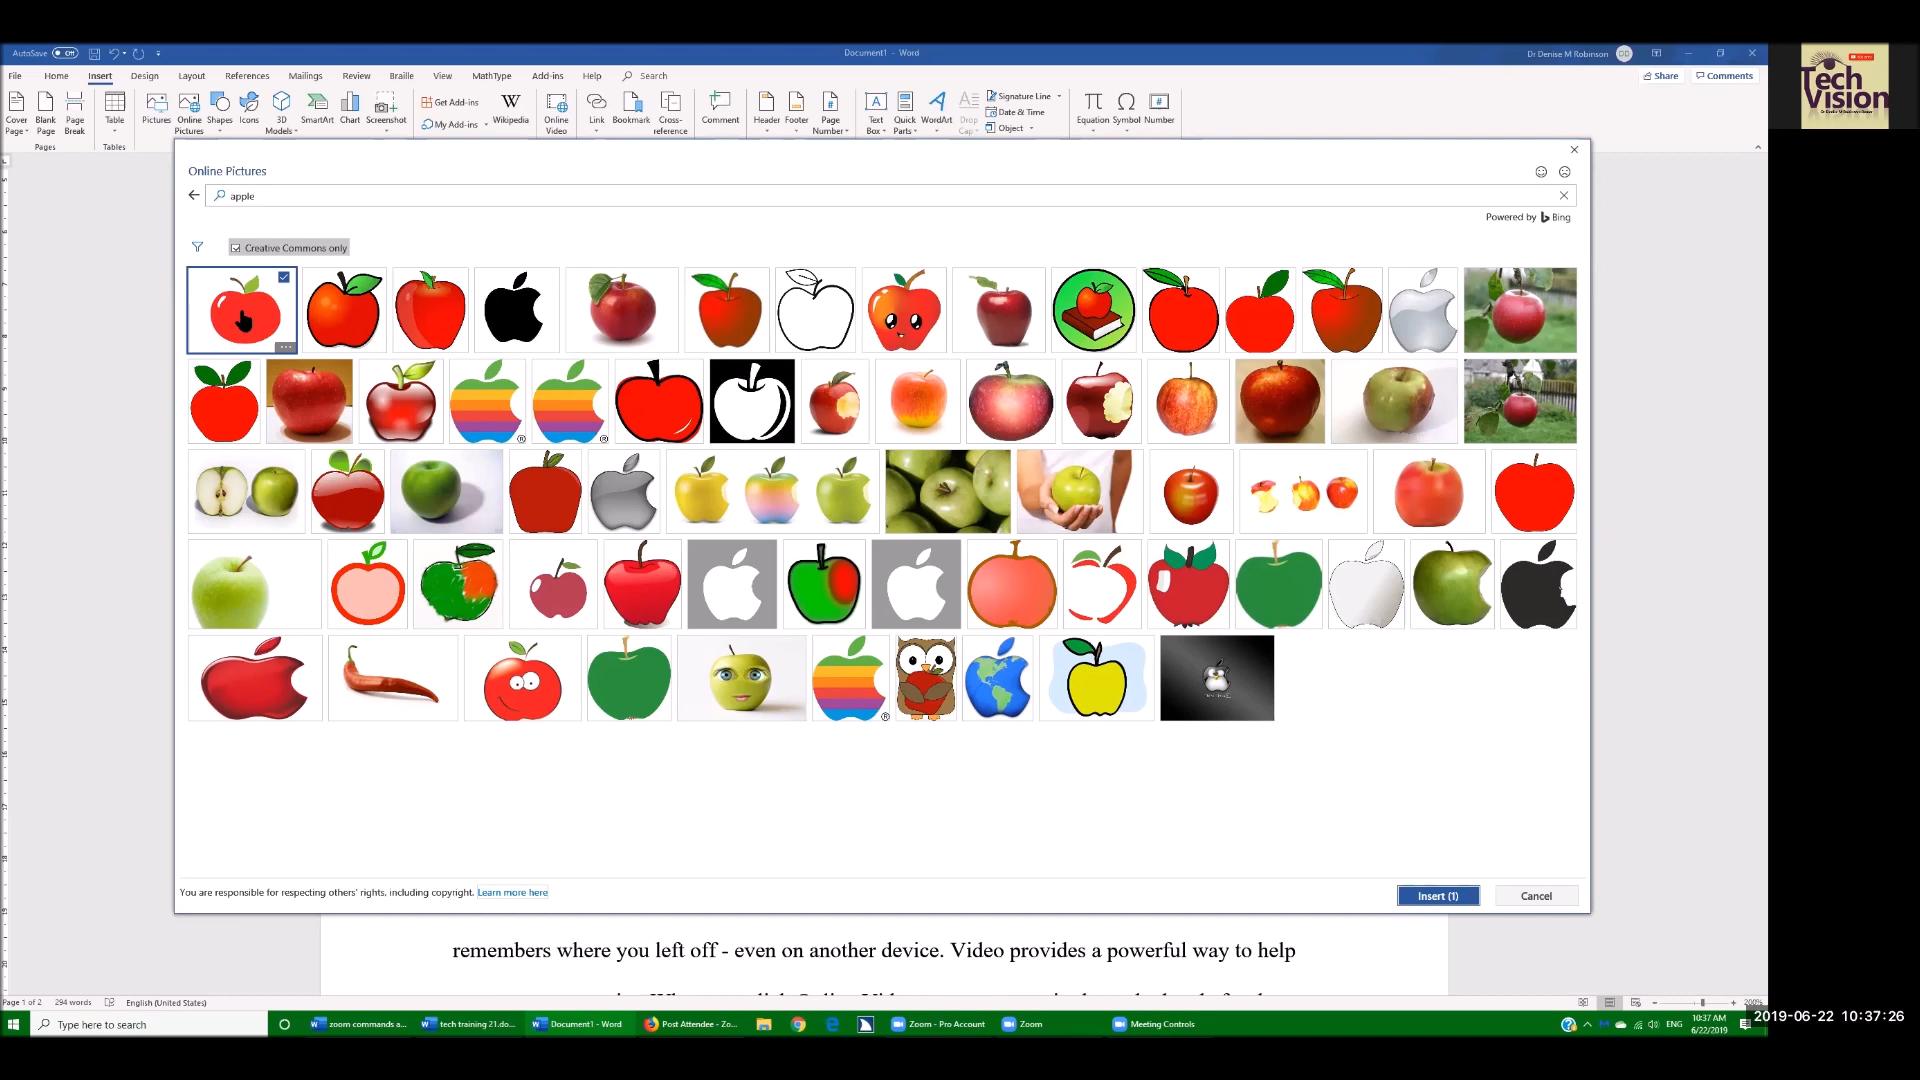 AutoSave Off
Document1 - Word
Dr Denise M Robinson DD
File Home Insert Design Layout References Mailings Review Braille View MathType Add-ins Help Search
Share Comments
Cover Page
Blank Page
Page Break
Table
Pictures
Online Pictures
Shapes
Icons
3D Models
SmartArt
Chart
Screenshot
Get Add-ins
My Add-ins
Wikipedia
Online Video
Link
Bookmark
Cross-reference
Comment
Header
Footer
Page Number
Text Box
Quick Parts
WordArt
Drop Cap
Signature Line
Date & Time
Object
Equation
Symbol
Number
Pages
Tables
Tech
Vision
Online Pictures
apple
Powered by Bing
Creative Commons only
You are responsible for respecting others' rights, including copyright. Learn more here
Insert (1)
Cancel
remembers where you left off - even on another device. Video provides a powerful way to help
Page 1 of 2 294 words English (United States)
200%
Type here to search
zoom commands a...
tech training 21.do...
Document1 - Word
Post Attendee - Zo...
Zoom - Pro Account
Zoom
Meeting Controls
ENG
10:37 AM
6/22/2019
2019-06-22 10:37:26